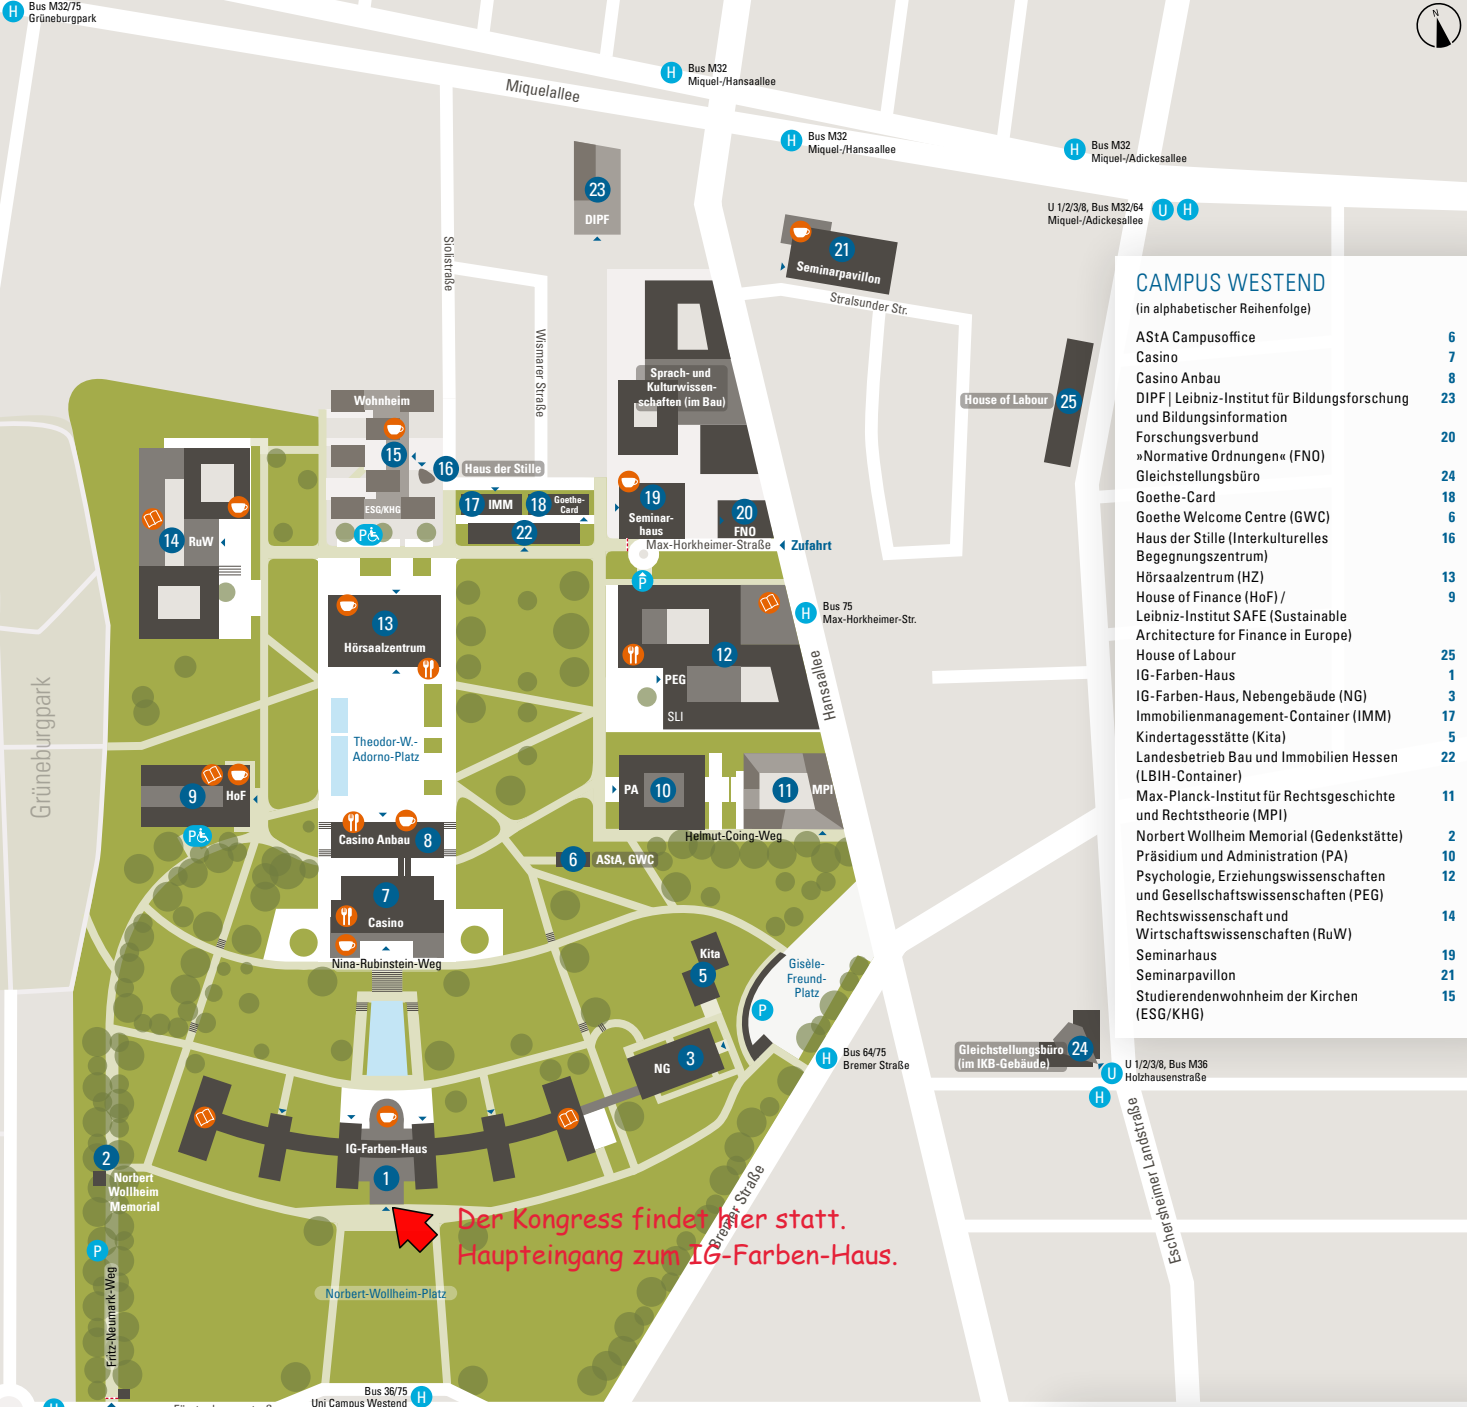 Bus M32/75
Grüneburgpark
N
H
Bus M32
Miquel-/Hansaallee
H
Miquelallee
Bus M32
Miquel-/Hansaallee
H
Bus M32
Miquel-/Adickesallee
H
U 1/2/3/8, Bus M32/64
Miquel-/Adickesallee
U
H
23
DIPF
21
Seminarpavillon
Stralsunder Str.
Siolistraße
Wismarer Straße
Sprach- und
Kulturwissen-
schaften (im Bau)
House of Labour
25
Wohnheim
15
16
Haus der Stille
ESG/KHG
P
17
IMM
18
Goethe-
Card
22
19
Seminar-
haus
20
FNO
Max-Horkheimer-Straße
Zufahrt
P
14
RuW
13
Hörsaalzentrum
12
PEG
SLI
H
Bus 75
Max-Horkheimer-Str.
Hansaallee
Grüneburgpark
Theodor-W.-
Adorno-Platz
9
HoF
P
PA
10
11
MPI
Helmut-Coing-Weg
Casino Anbau
8
6
AStA, GWC
7
Casino
Nina-Rubinstein-Weg
Kita
5
Gisèle-
Freund-
Platz
P
3
NG
H
Bus 64/75
Bremer Straße
Gleichstellungsbüro
(im IKB-Gebäude)
24
U
U 1/2/3/8, Bus M36
Holzhausenstraße
H
IG-Farben-Haus
1
2
Norbert
Wollheim
Memorial
P
Fritz-Neumark-Weg
Bremer Straße
Eschersheimer Landstraße
Der Kongress findet hier statt.
Haupteingang zum IG-Farben-Haus.
Norbert-Wollheim-Platz
Bus 36/75
Uni Campus Westend
H
CAMPUS WESTEND
(in alphabetischer Reihenfolge)
AStA Campusoffice 6
Casino 7
Casino Anbau 8
DIPF | Leibniz-Institut für Bildungsforschung 23
und Bildungsinformation
Forschungsverbund 20
»Normative Ordnungen« (FNO)
Gleichstellungsbüro 24
Goethe-Card 18
Goethe Welcome Centre (GWC) 6
Haus der Stille (Interkulturelles 16
Begegnungszentrum)
Hörsaalzentrum (HZ) 13
House of Finance (HoF) / 9
Leibniz-Institut SAFE (Sustainable
Architecture for Finance in Europe)
House of Labour 25
IG-Farben-Haus 1
IG-Farben-Haus, Nebengebäude (NG) 3
Immobilienmanagement-Container (IMM) 17
Kindertagesstätte (Kita) 5
Landesbetrieb Bau und Immobilien Hessen 22
(LBIH-Container)
Max-Planck-Institut für Rechtsgeschichte 11
und Rechtstheorie (MPI)
Norbert Wollheim Memorial (Gedenkstätte) 2
Präsidium und Administration (PA) 10
Psychologie, Erziehungswissenschaften 12
und Gesellschaftswissenschaften (PEG)
Rechtswissenschaft und 14
Wirtschaftswissenschaften (RuW)
Seminarhaus 19
Seminarpavillon 21
Studierendenwohnheim der Kirchen 15
(ESG/KHG)